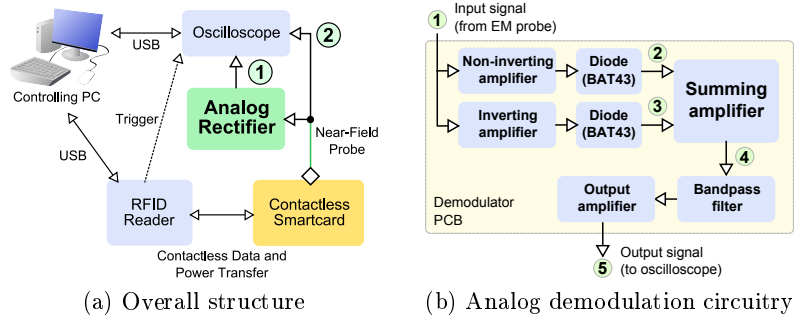 Controlling PC
USB
Oscilloscope
2
1
Trigger
Analog
Rectifier
Near-Field
Probe
USB
RFID
Reader
Contactless
Smartcard
Contactless Data and
Power Transfer
(a) Overall structure
1
Input signal
(from EM probe)
Non-inverting
amplifier
Diode
(BAT43)
2
Inverting
amplifier
Diode
(BAT43)
3
Summing
amplifier
4
Bandpass
filter
Output
amplifier
Demodulator
PCB
5
Output signal
(to oscilloscope)
(b) Analog demodulation circuitry